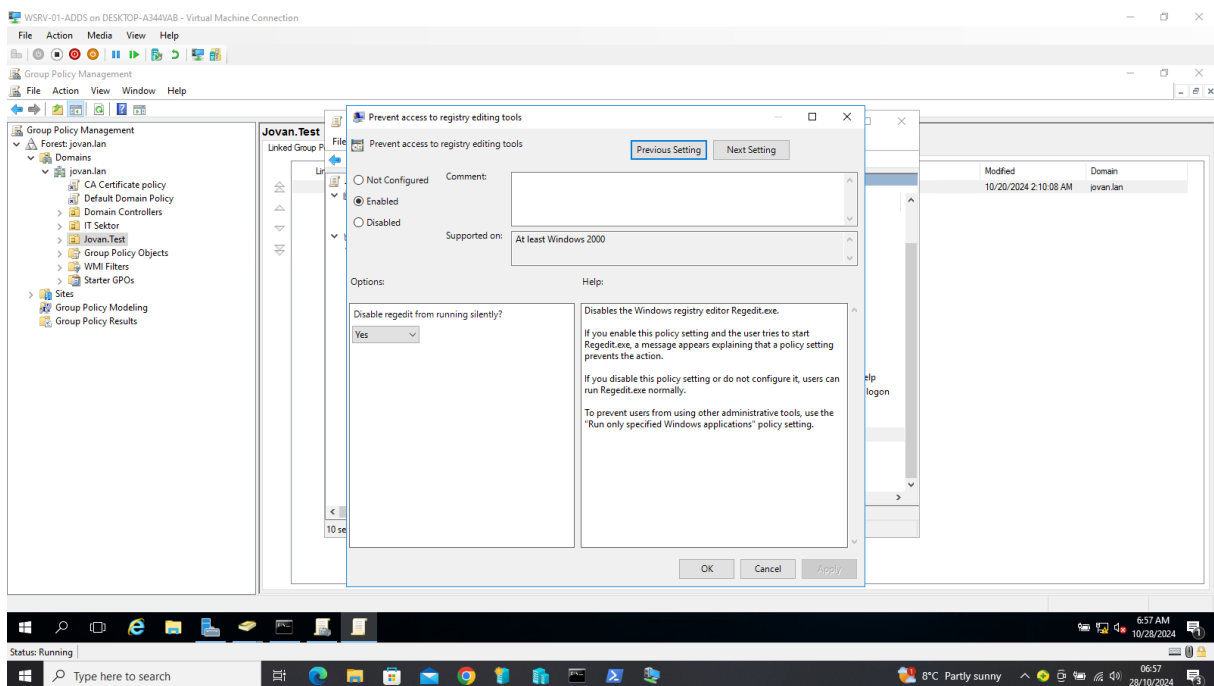 WSRV-01-ADDS on DESKTOP-A344VAB - Virtual Machine Connection
File Action Media View Help
Group Policy Management
File Action View Window Help
Group Policy Management
Forest: jovan.lan
Domains
jovan.lan
CA Certificate policy
Default Domain Policy
Domain Controllers
IT Sektor
Jovan.Test
Group Policy Objects
WMI Filters
Starter GPOs
Sites
Group Policy Modeling
Group Policy Results
Jovan.Test
Linked Group P
File
10 se
Prevent access to registry editing tools
Prevent access to registry editing tools
Previous Setting Next Setting
Not Configured
Enabled
Disabled
Comment:
Supported on:
At least Windows 2000
Options:
Help:
Disable regedit from running silently?
Yes
Disables the Windows registry editor Regedit.exe.
If you enable this policy setting and the user tries to start
Regedit.exe, a message appears explaining that a policy setting
prevents the action.
If you disable this policy setting or do not configure it, users can
run Regedit.exe normally.
To prevent users from using other administrative tools, use the
"Run only specified Windows applications" policy setting.
OK Cancel Apply
elp
logon
Modified Domain
10/20/2024 2:10:08 AM jovan.lan
6:57 AM
10/28/2024
1
Status: Running
Type here to search
8°C Partly sunny
06:57
28/10/2024
3